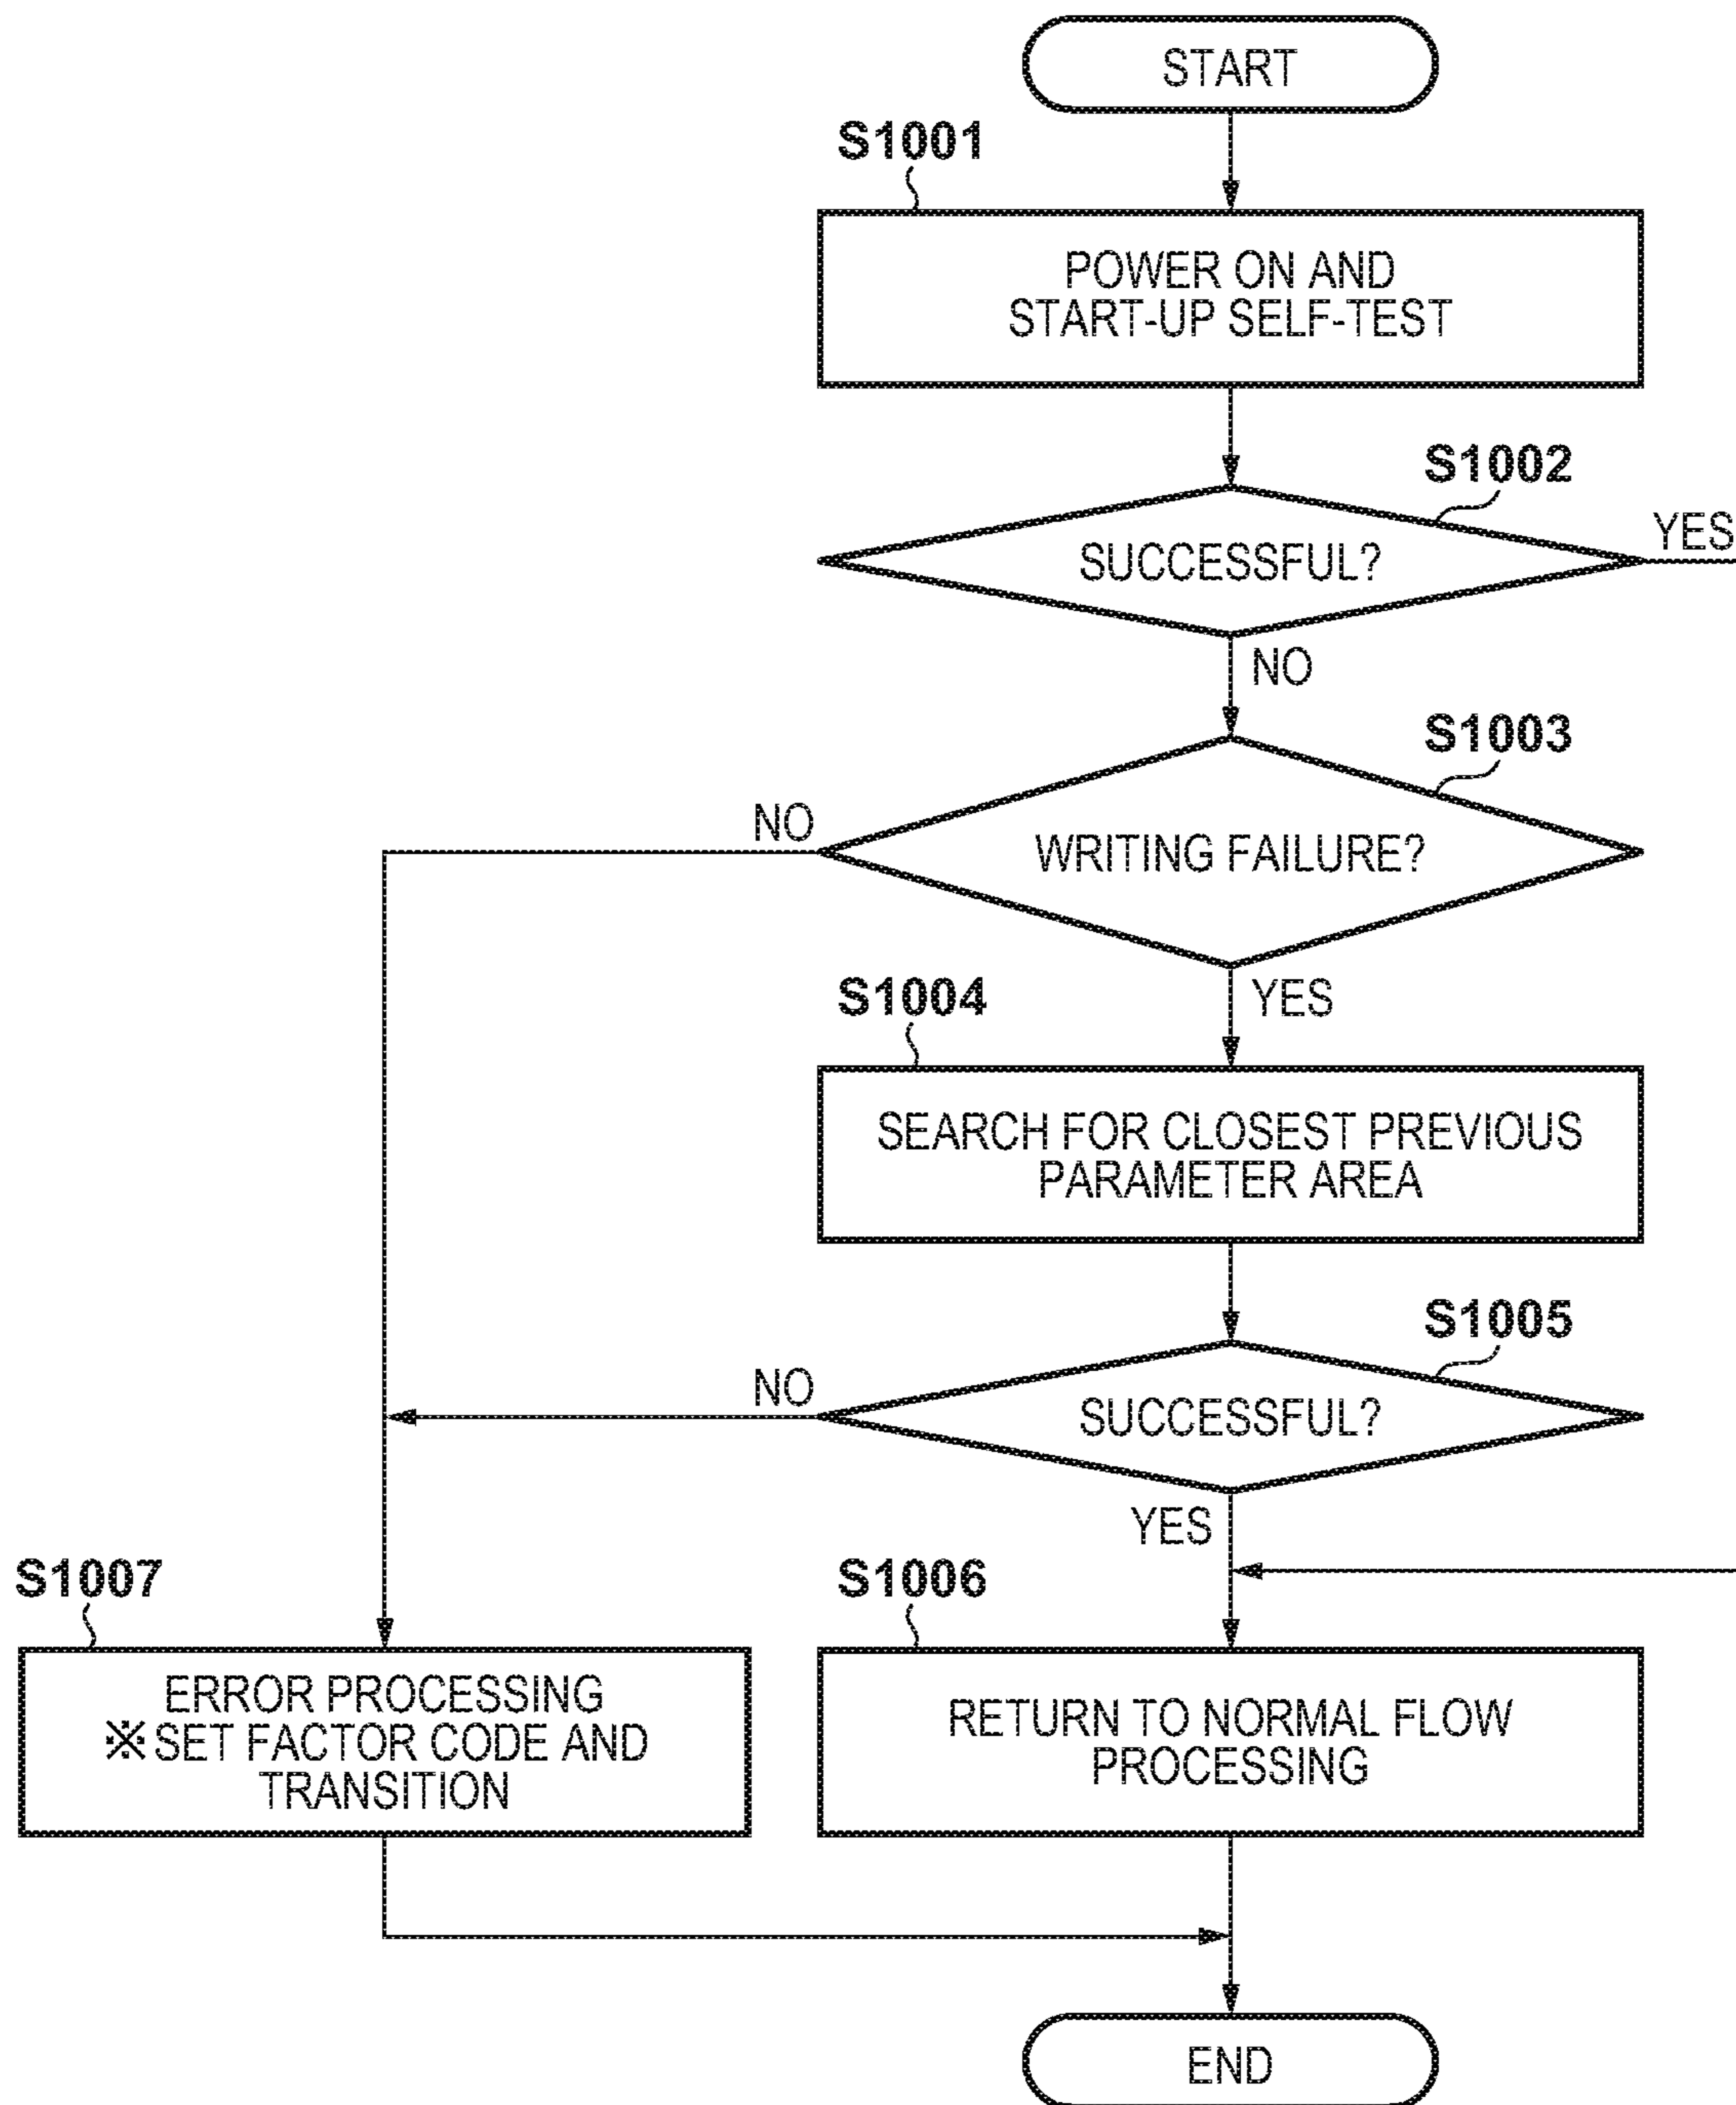 START
S1001
POWER ON AND
START-UP SELF-TEST
S1002
SUCCESSFUL?
YES
NO
S1003
WRITING FAILURE?
NO
YES
S1004
SEARCH FOR CLOSEST PREVIOUS
PARAMETER AREA
S1005
SUCCESSFUL?
NO
YES
S1007
ERROR PROCESSING
※SET FACTOR CODE AND
TRANSITION
S1006
RETURN TO NORMAL FLOW
PROCESSING
END